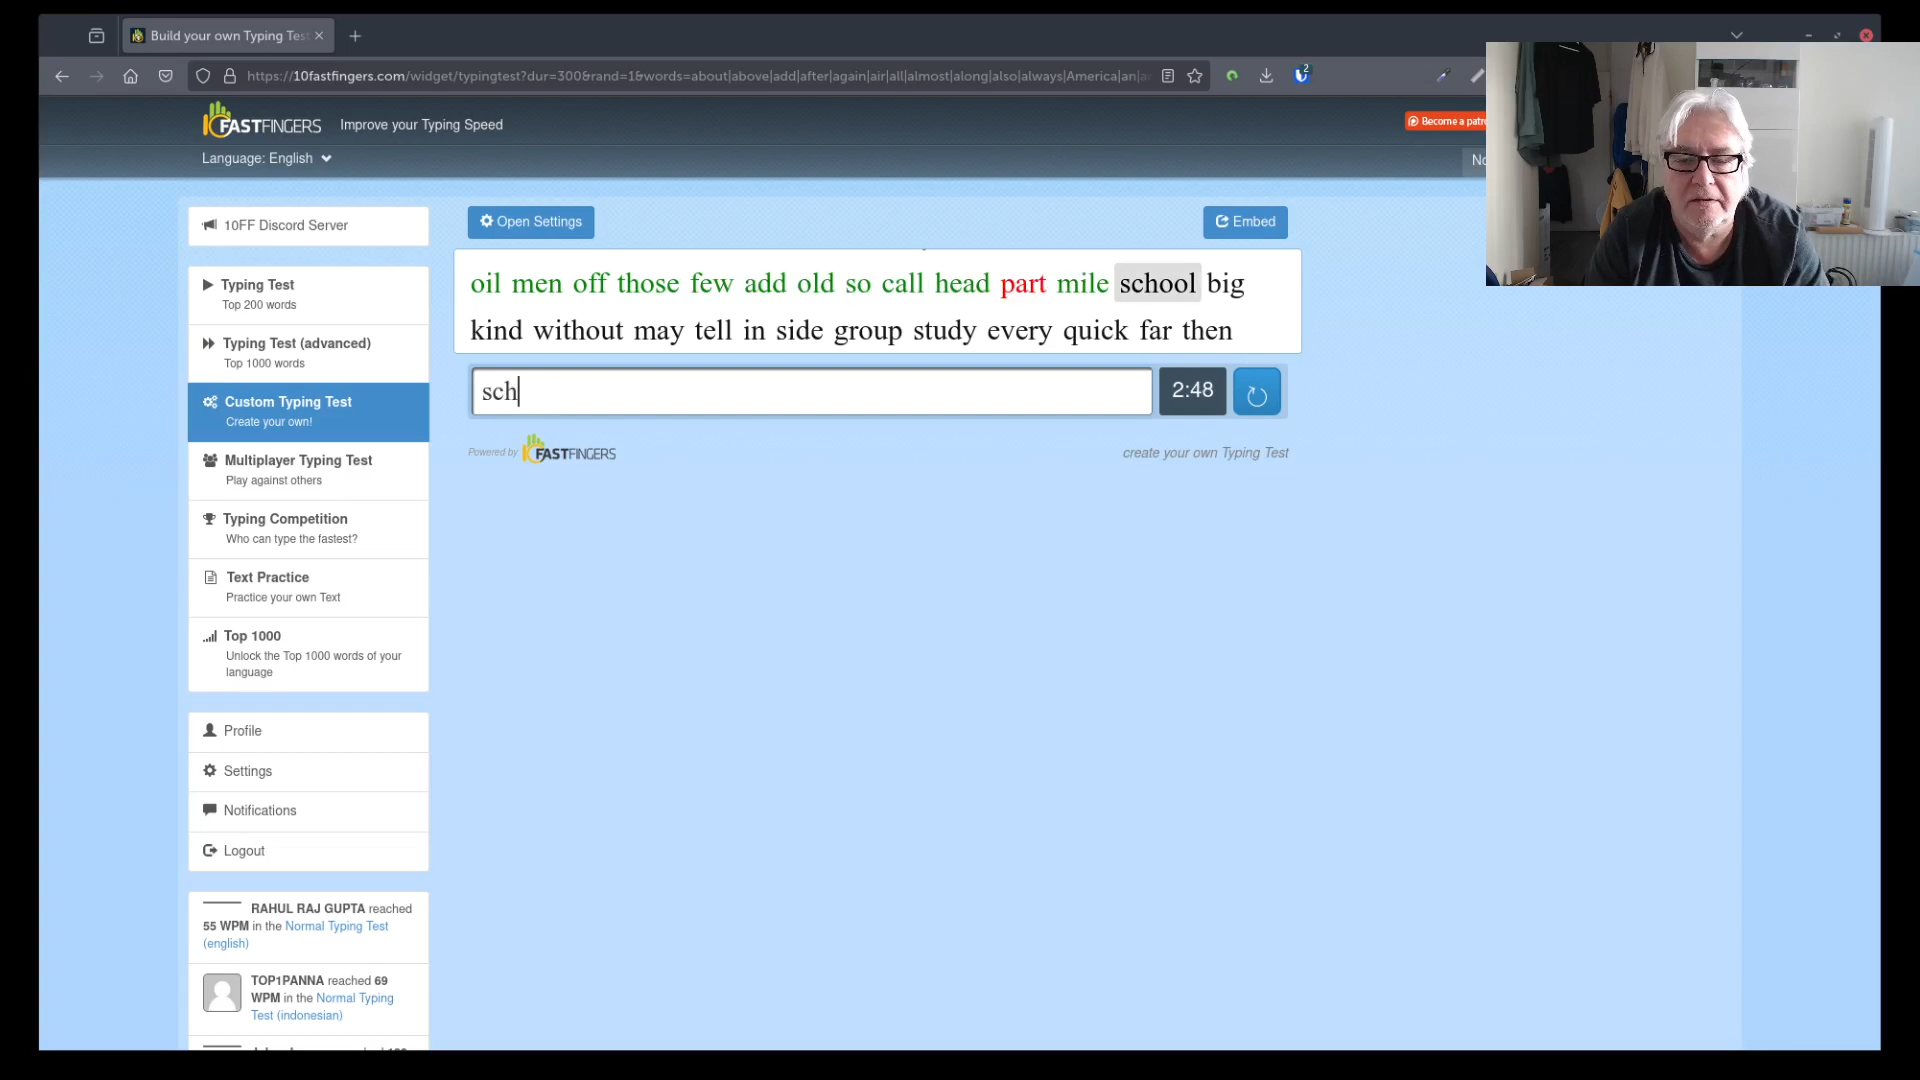 Build your own Typing Tes
https://10fastfingers.com/widget/typingtest?dur=300&rand=1&words=about|above|add|after|again|air|all|almost|along|also|always|America|an|a
2
FASTFINGERS Improve your Typing Speed
Become a patr
Language: English
No
10FF Discord Server
Open Settings
Embed
Typing Test
Top 200 words
Typing Test (advanced)
Top 1000 words
Custom Typing Test
Create your own!
Multiplayer Typing Test
Play against others
Typing Competition
Who can type the fastest?
Text Practice
Practice your own Text
Top 1000
Unlock the Top 1000 words of your
language
Profile
Settings
Notifications
Logout
RAHUL RAJ GUPTA reached
55 WPM in the Normal Typing Test
(english)
TOP1PANNA reached 69
WPM in the Normal Typing
Test (indonesian)
oil men off those few add old so call head part mile school big
kind without may tell in side group study every quick far then
sch
2:48
Powered by FASTFINGERS
create your own Typing Test